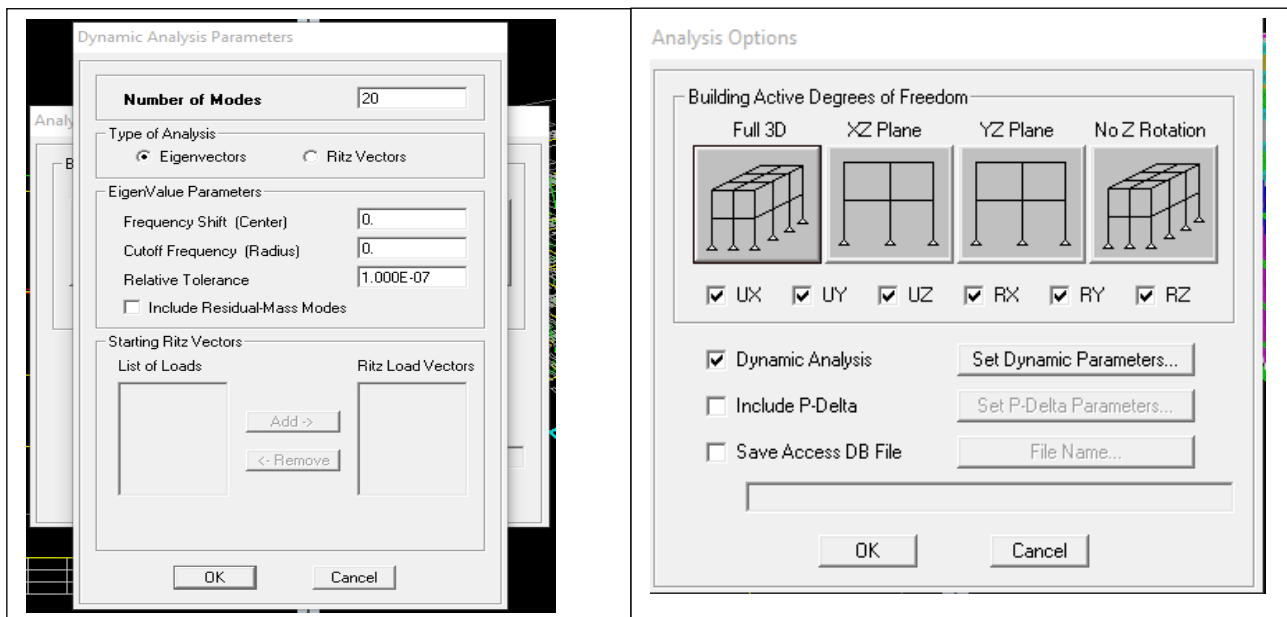 Dynamic Analysis Parameters
Number of Modes 20
Analy
Type of Analysis
Eigenvectors Ritz Vectors
B
EigenValue Parameters
Frequency Shift (Center) 0.
Cutoff Frequency (Radius) 0.
Relative Tolerance 1.000E-07
Include Residual-Mass Modes
Starting Ritz Vectors
List of Loads Ritz Load Vectors
Add ->
<- Remove
OK Cancel
Analysis Options
Building Active Degrees of Freedom
Full 3D XZ Plane YZ Plane No Z Rotation
UX UY UZ RX RY RZ
Dynamic Analysis Set Dynamic Parameters...
Include P-Delta Set P-Delta Parameters...
Save Access DB File File Name...
OK Cancel